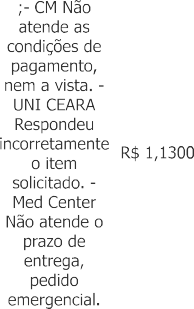 ;- CM Não
atende as
condições de
pagamento,
nem a vista. -
UNI CEARA
Respondeu
incorretamente
o item
solicitado. -
Med Center
Não atende o
prazo de
entrega,
pedido
emergencial.
R$ 1,1300